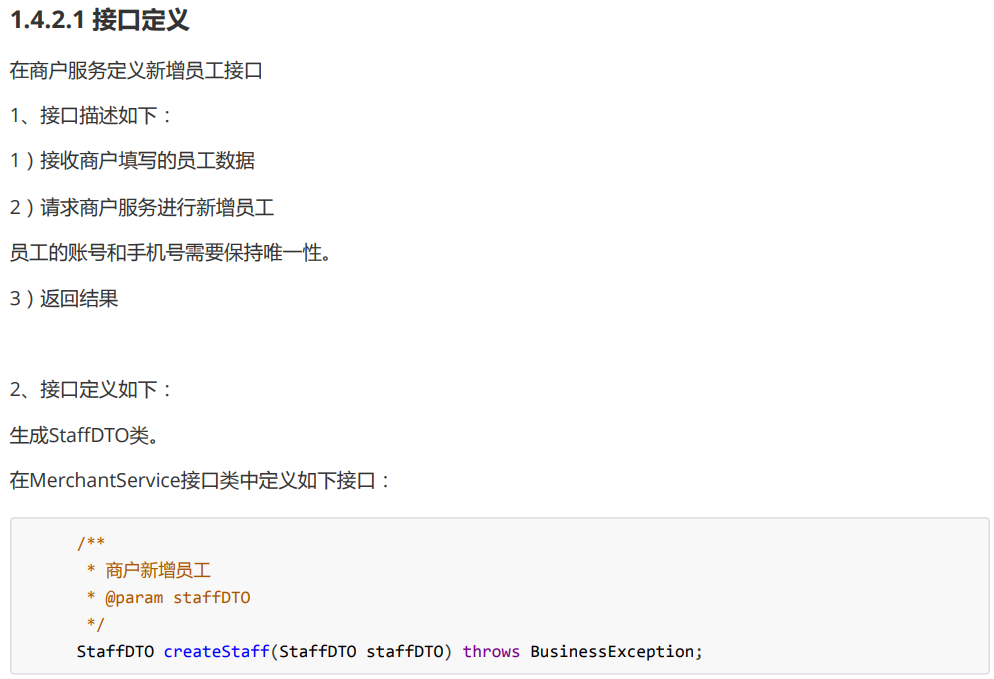 1.4.2.1 接口定义
在商户服务定义新增员工接口
1、接口描述如下：
1）接收商户填写的员工数据
2）请求商户服务进行新增员工
员工的账号和手机号需要保持唯一性。
3）返回结果
2、接口定义如下：
生成StaffDTO类。
在MerchantService接口类中定义如下接口：
/**
* 商户新增员工
* @param staffDTO
*/
StaffDTO createStaff(StaffDTO staffDTO) throws BusinessException;